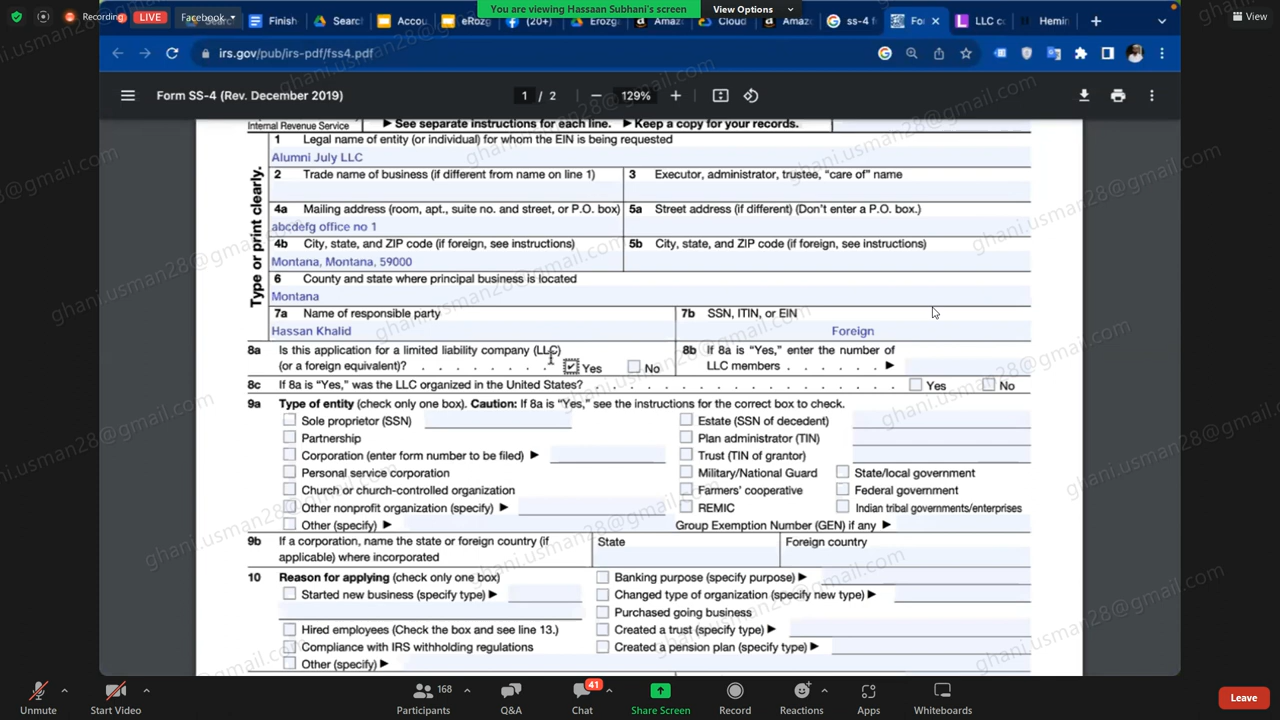 You are viewing Hassaan Subhani's screen
View Options
Recording
LIVE
Facebook
View
Finish
Search
Accou
eRozg
(20+)
Erozg
Amazo
Cloud
Amazo
ss-4 f
For
LLC co
Hemin
irs.gov/pub/irs-pdf/fss4.pdf
Form SS-4 (Rev. December 2019)
1 / 2
129%
Internal Revenue Service
▶ See separate instructions for each line. ▶ Keep a copy for your records.
Type or print clearly.
1 Legal name of entity (or individual) for whom the EIN is being requested
Alumni July LLC
2 Trade name of business (if different from name on line 1)
3 Executor, administrator, trustee, “care of” name
4a Mailing address (room, apt., suite no. and street, or P.O. box)
5a Street address (if different) (Don’t enter a P.O. box.)
abcdefg office no 1
4b City, state, and ZIP code (if foreign, see instructions)
5b City, state, and ZIP code (if foreign, see instructions)
Montana, Montana, 59000
6 County and state where principal business is located
Montana
7a Name of responsible party
7b SSN, ITIN, or EIN
Hassan Khalid
Foreign
8a Is this application for a limited liability company (LLC)
(or a foreign equivalent)? . . . . . . . . Yes No
8b If 8a is “Yes,” enter the number of
LLC members . . . . . . ▶
8c If 8a is “Yes,” was the LLC organized in the United States? . . . . . . . . . . . . . . . . . . Yes No
9a Type of entity (check only one box). Caution: If 8a is “Yes,” see the instructions for the correct box to check.
Sole proprietor (SSN)
Estate (SSN of decedent)
Partnership
Plan administrator (TIN)
Corporation (enter form number to be filed) ▶
Trust (TIN of grantor)
Personal service corporation
Military/National Guard
State/local government
Church or church-controlled organization
Farmers’ cooperative
Federal government
Other nonprofit organization (specify) ▶
REMIC
Indian tribal governments/enterprises
Other (specify) ▶
Group Exemption Number (GEN) if any ▶
9b If a corporation, name the state or foreign country (if
applicable) where incorporated
State
Foreign country
10 Reason for applying (check only one box)
Banking purpose (specify purpose) ▶
Started new business (specify type) ▶
Changed type of organization (specify new type) ▶
Purchased going business
Hired employees (Check the box and see line 13.)
Created a trust (specify type) ▶
Compliance with IRS withholding regulations
Created a pension plan (specify type) ▶
Other (specify) ▶
ghani.usman28@gmail.com
Unmute
Start Video
168
Participants
Q&A
41
Chat
Share Screen
Record
Reactions
Apps
Whiteboards
Leave